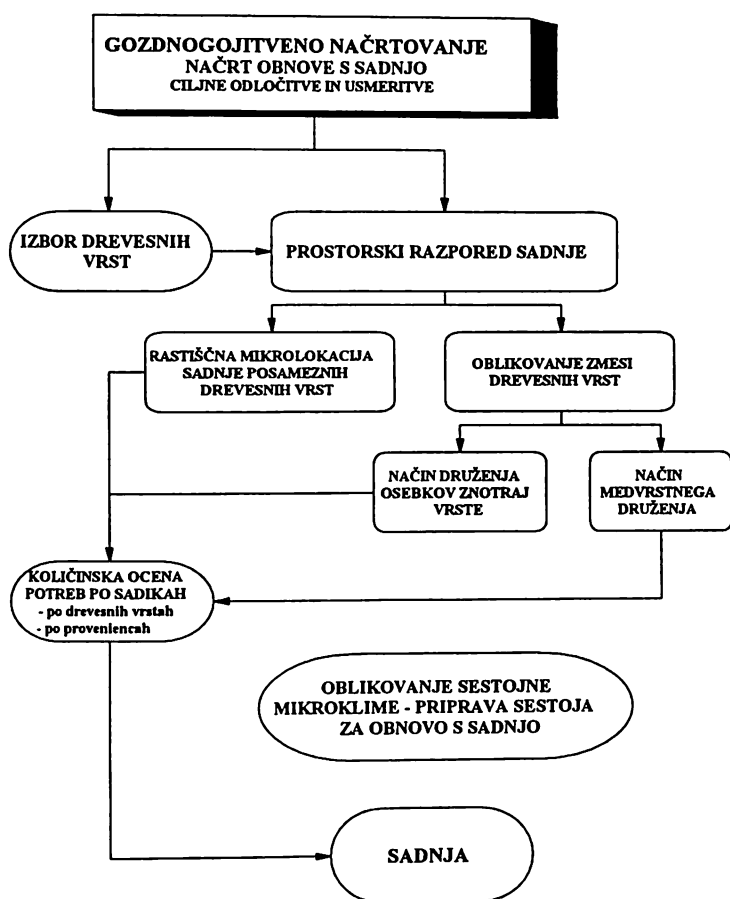 GOZDNOGOJITVENO NAČRTOVANJE
NAČRT OBNOVE S SADNJO
CILJNE ODLOČITVE IN USMERITVE
IZBOR DREVESNIH
VRST
PROSTORSKI RAZPORED SADNJE
RASTIŠČNA MIKROLOKACIJA
SADNJE POSAMEZNIH
DREVESNIH VRST
OBLIKOVANJE ZMESI
DREVESNIH VRST
NAČIN DRUŽENJA
OSEBKOV ZNOTRAJ
VRSTE
NAČIN
MEDVRSTNEGA
DRUŽENJA
KOLIČINSKA OCENA
POTREB PO SADIKAH
- po drevesnih vrstah
- po proveniencah
OBLIKOVANJE SESTOJNE
MIKROKLIME - PRIPRAVA SESTOJA
ZA OBNOVO S SADNJO
SADNJA